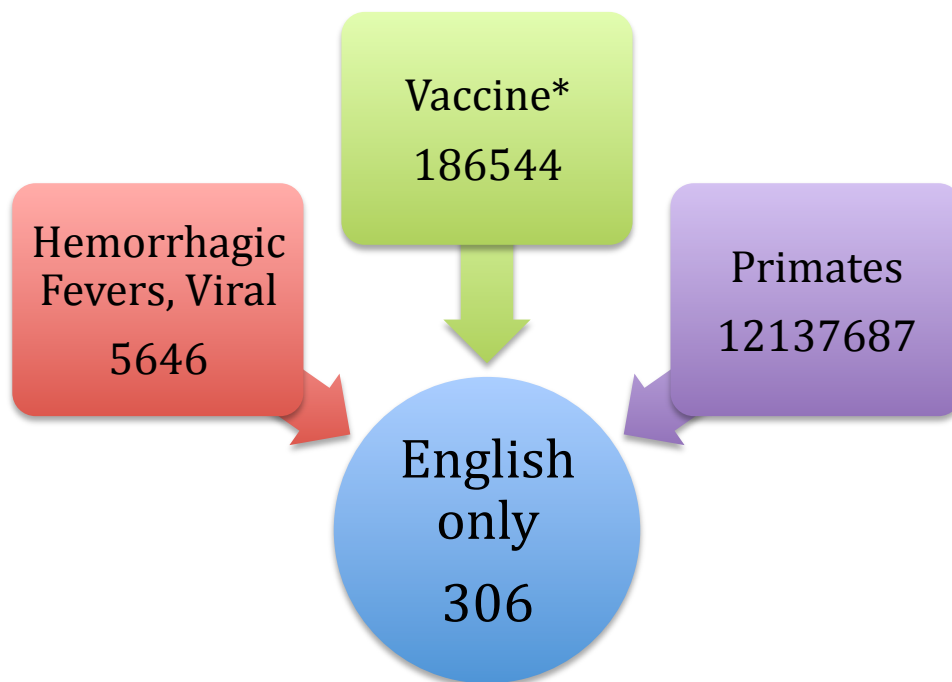 Vaccine*
186544
Hemorrhagic
Fevers, Viral
5646
Primates
12137687
English
only
306